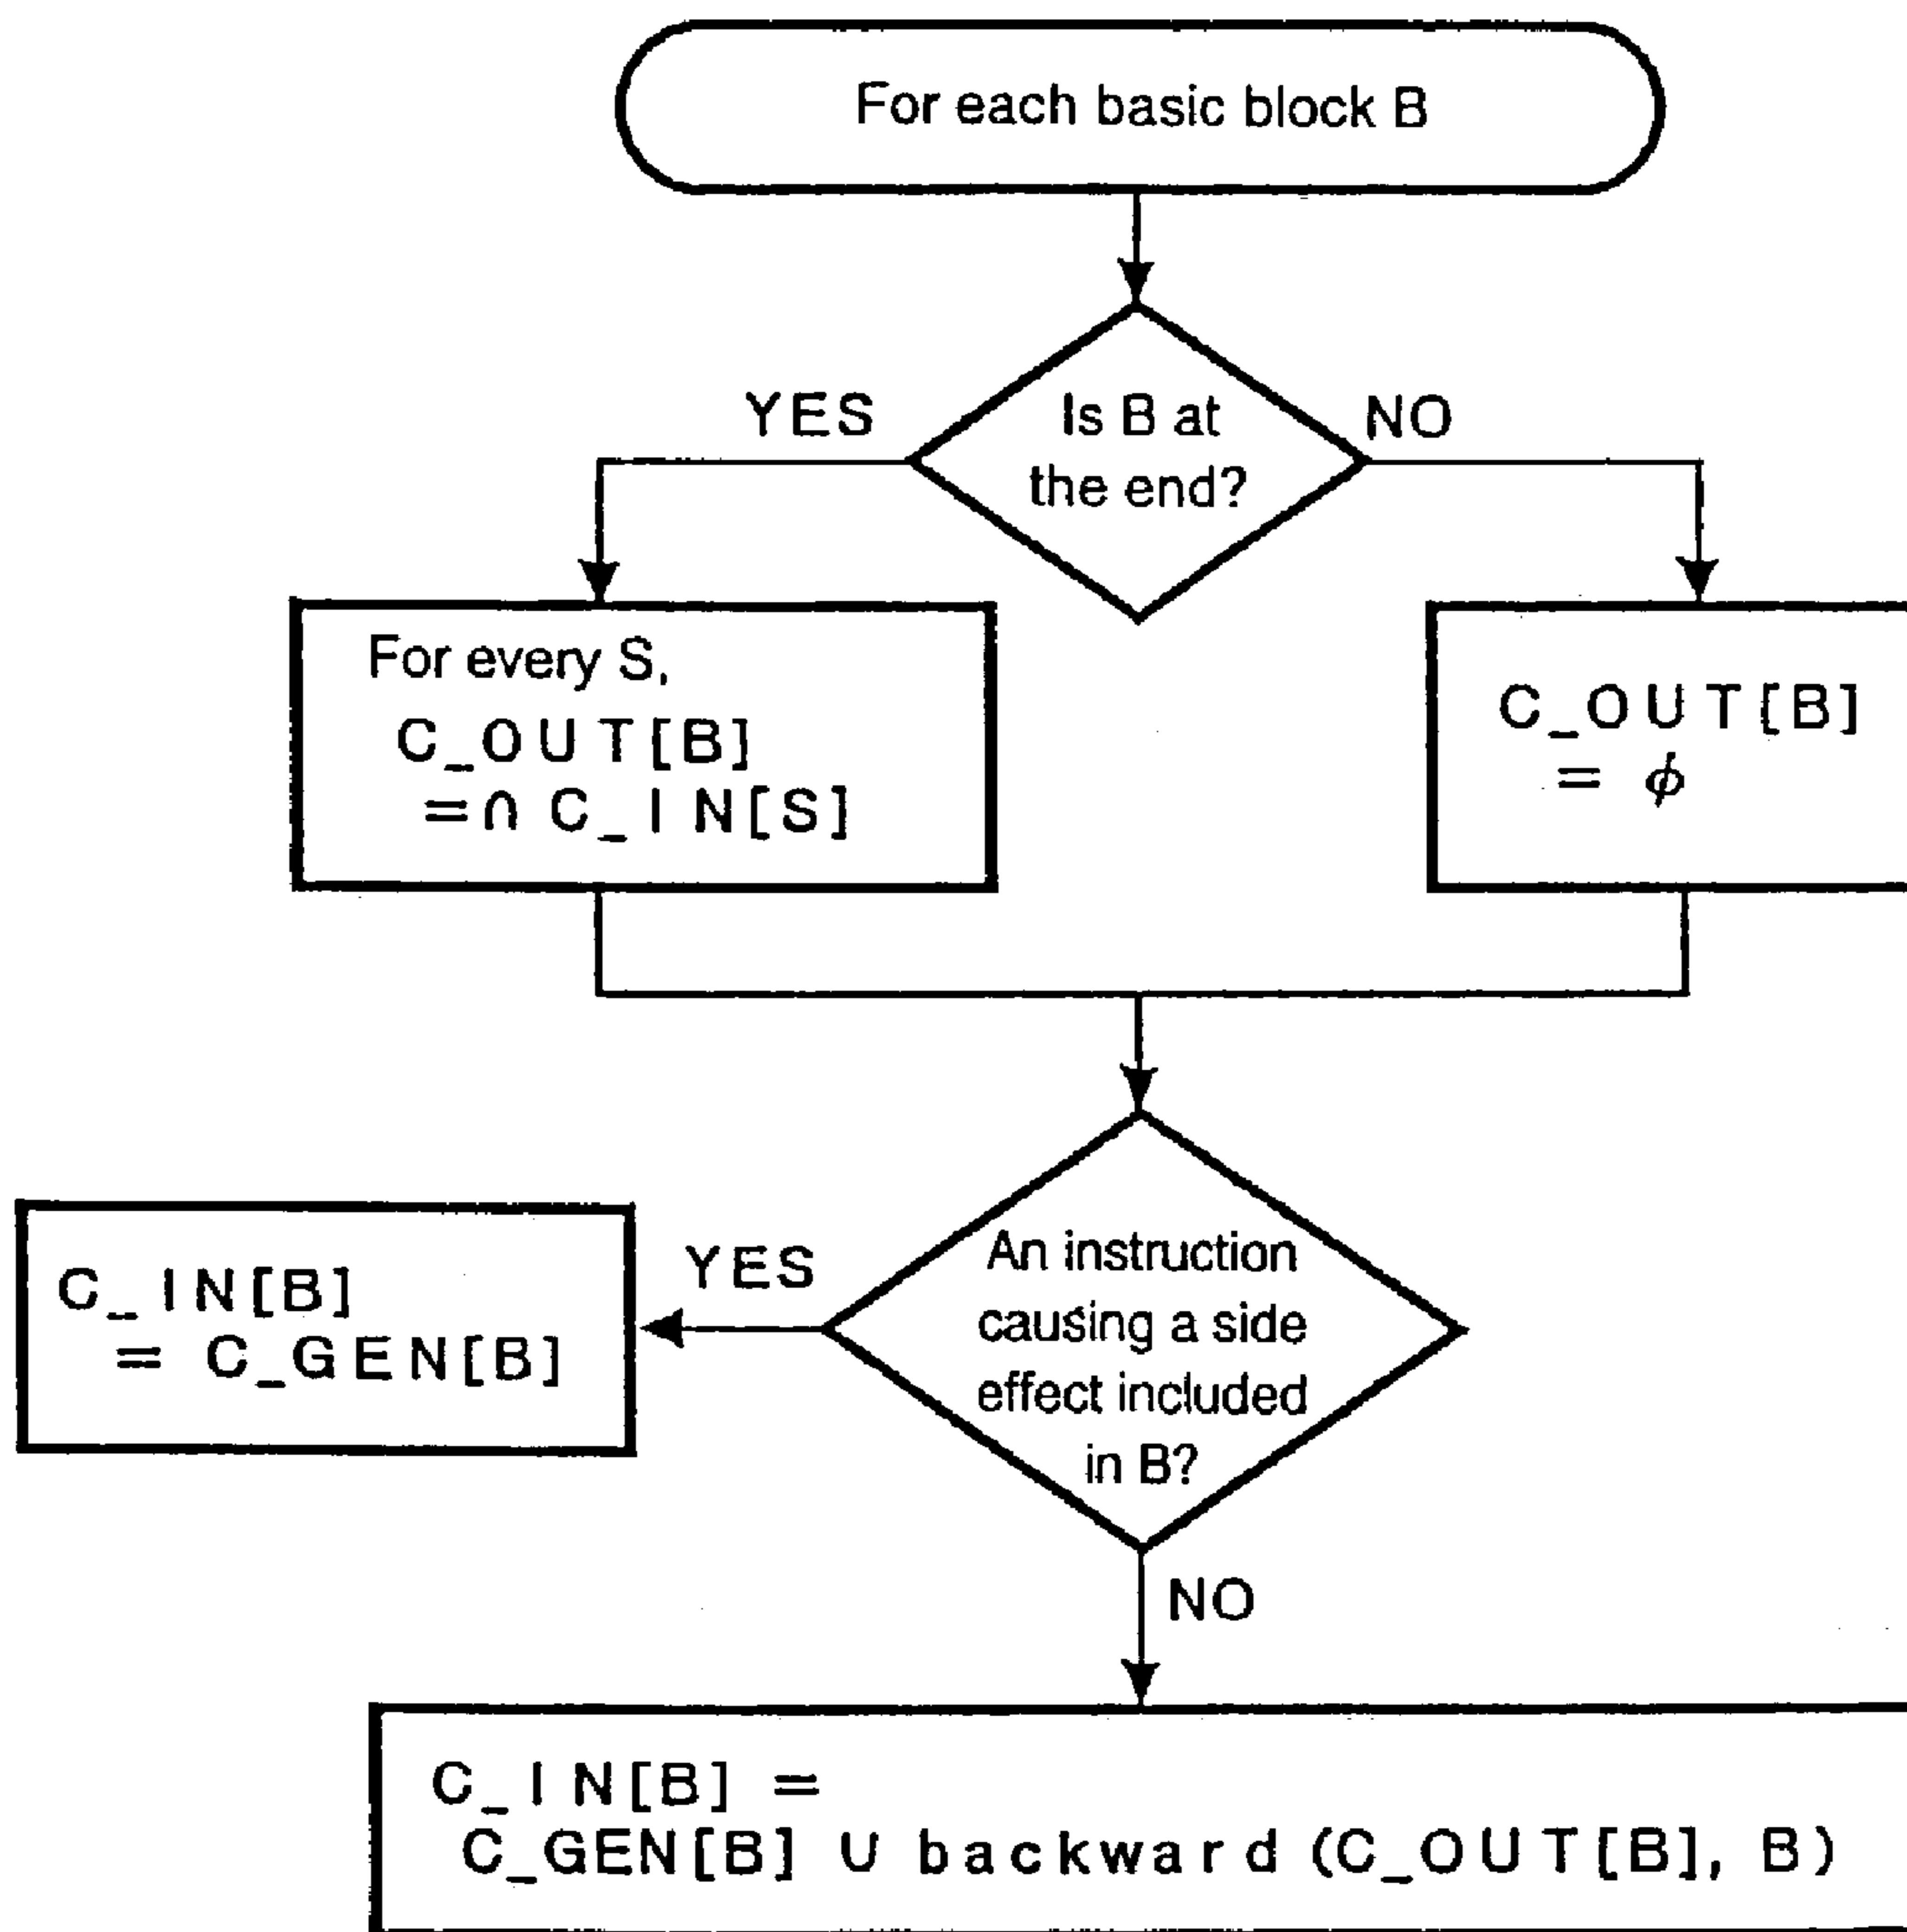 For each basic block B
Is B at
the end?
YES
NO
For every S,
C_OUT[B]
=∩ C_IN[S]
C_OUT[B]
= ϕ
An instruction
causing a side
effect included
in B?
YES
C_IN[B]
= C_GEN[B]
NO
C_IN[B] =
C_GEN[B] ∪ backward (C_OUT[B], B)